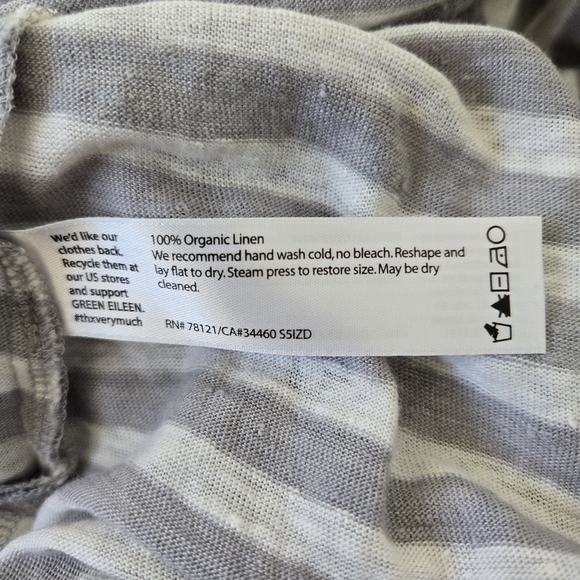 We'd like our
clothes back.
Recycle them at
our US stores
and support
GREEN EILEEN.
#thxverymuch
100% Organic Linen
We recommend hand wash cold, no bleach. Reshape and
lay flat to dry. Steam press to restore size. May be dry
cleaned.
RN# 78121/CA#34460 S5IZD